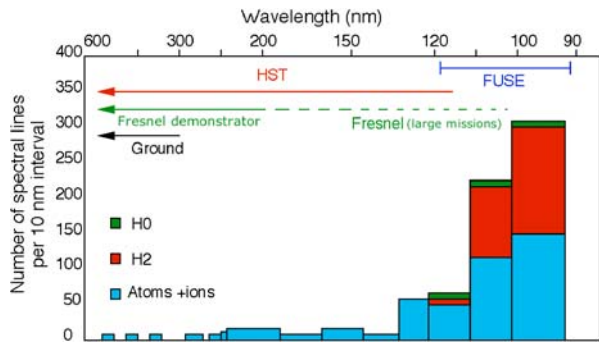 Wavelength (nm)
600 300 200 150 120 100 90
400
350
300
250
200
150
100
50
0
Number of spectral lines
per 10 nm interval
HST
FUSE
Fresnel demonstrator
Fresnel (large missions)
Ground
H0
H2
Atoms +ions